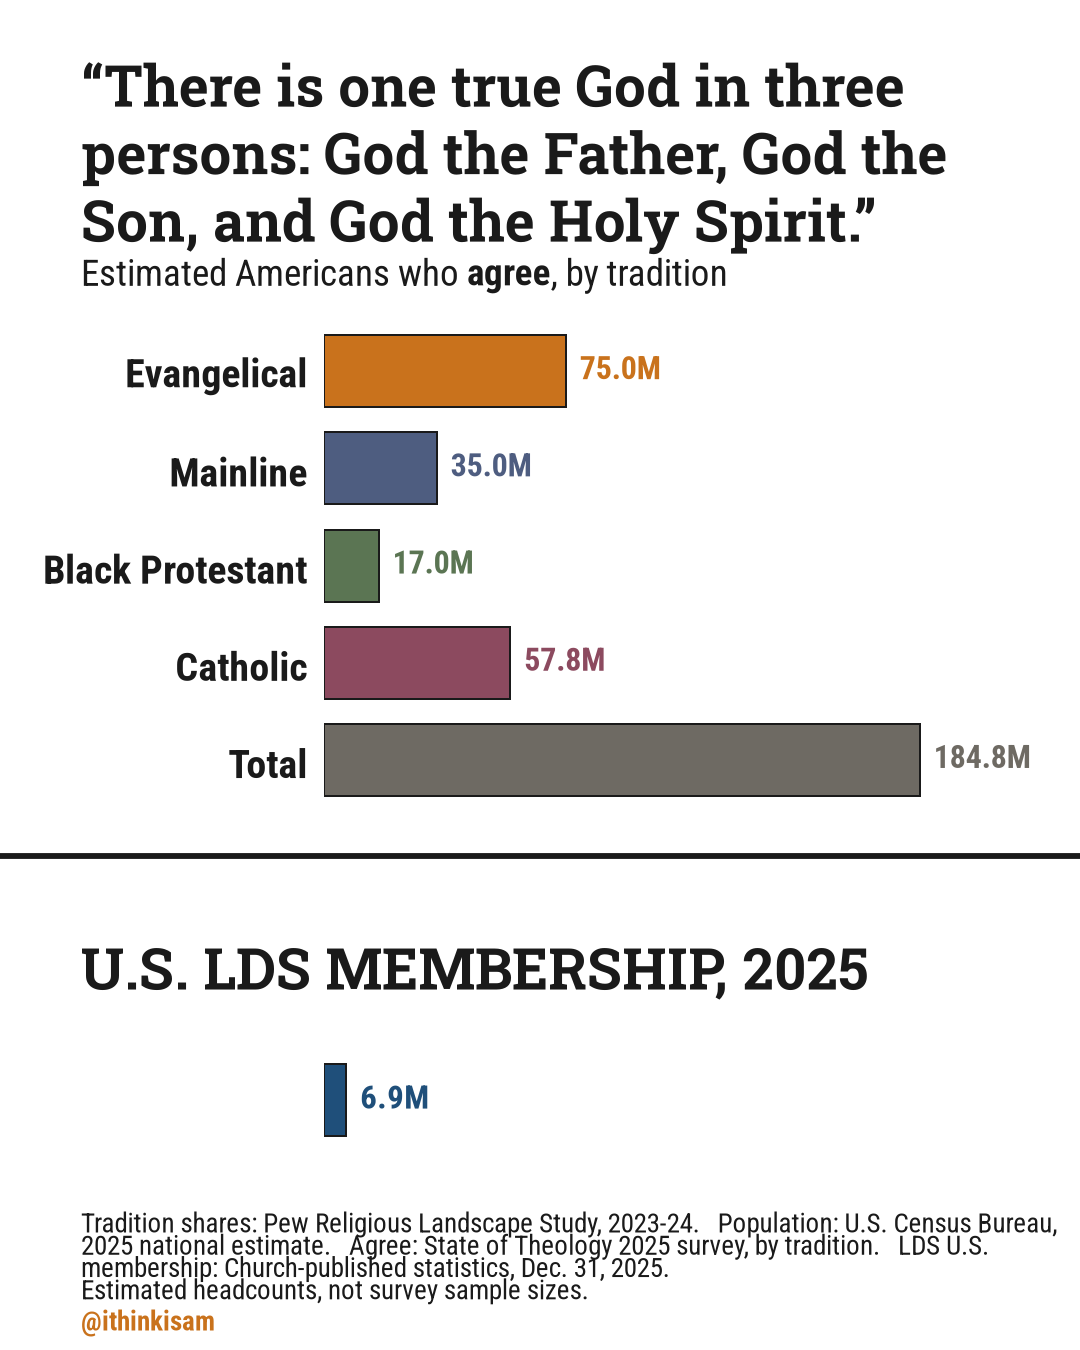 “There is one true God in three
persons: God the Father, God the
Son, and God the Holy Spirit.”
Estimated Americans who agree, by tradition
Evangelical 75.0M
Mainline 35.0M
Black Protestant 17.0M
Catholic 57.8M
Total 184.8M
U.S. LDS MEMBERSHIP, 2025
6.9M
Tradition shares: Pew Religious Landscape Study, 2023-24. Population: U.S. Census Bureau,
2025 national estimate. Agree: State of Theology 2025 survey, by tradition. LDS U.S.
membership: Church-published statistics, Dec. 31, 2025.
Estimated headcounts, not survey sample sizes.
@ithinkisam